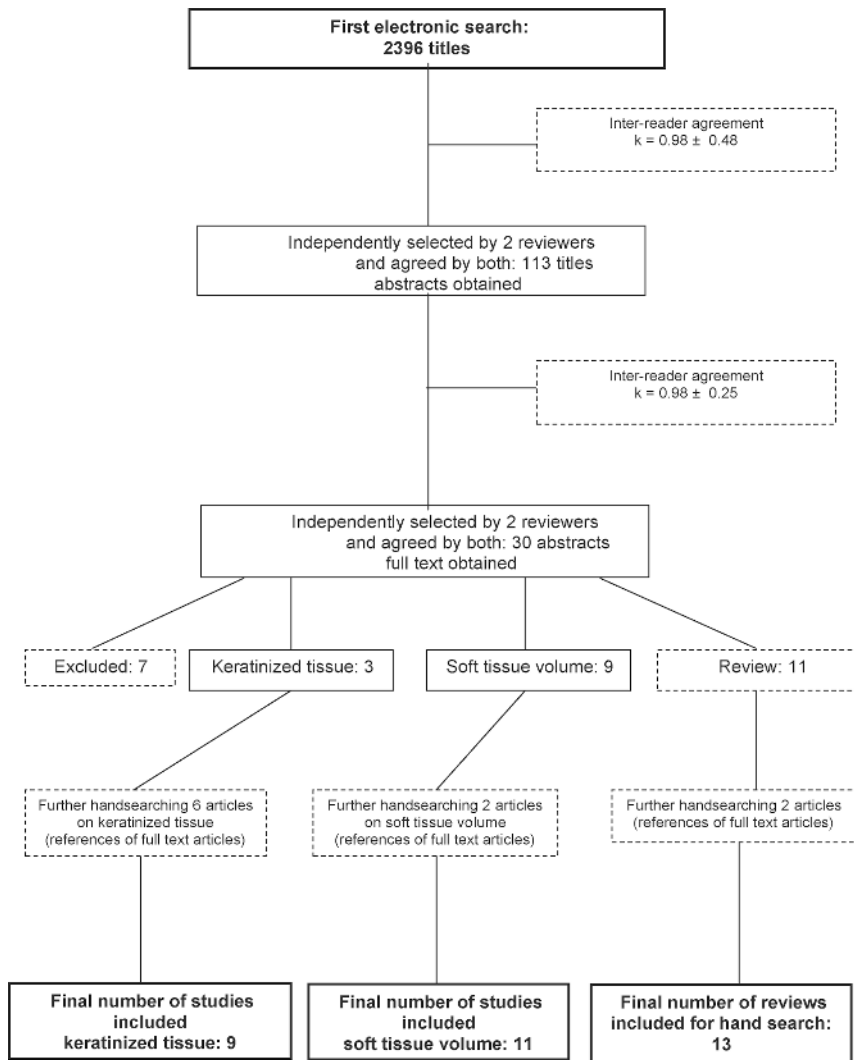 First electronic search:
2396 titles
Inter-reader agreement
k = 0.98 ± 0.48
Independently selected by 2 reviewers
and agreed by both: 113 titles
abstracts obtained
Inter-reader agreement
k = 0.98 ± 0.25
Independently selected by 2 reviewers
and agreed by both: 30 abstracts
full text obtained
Excluded: 7
Keratinized tissue: 3
Soft tissue volume: 9
Review: 11
Further handsearching 6 articles
on keratinized tissue
(references of full text articles)
Further handsearching 2 articles
on soft tissue volume
(references of full text articles)
Further handsearching 2 articles
(references of full text articles)
Final number of studies
included
keratinized tissue: 9
Final number of studies
included
soft tissue volume: 11
Final number of reviews
included for hand search:
13